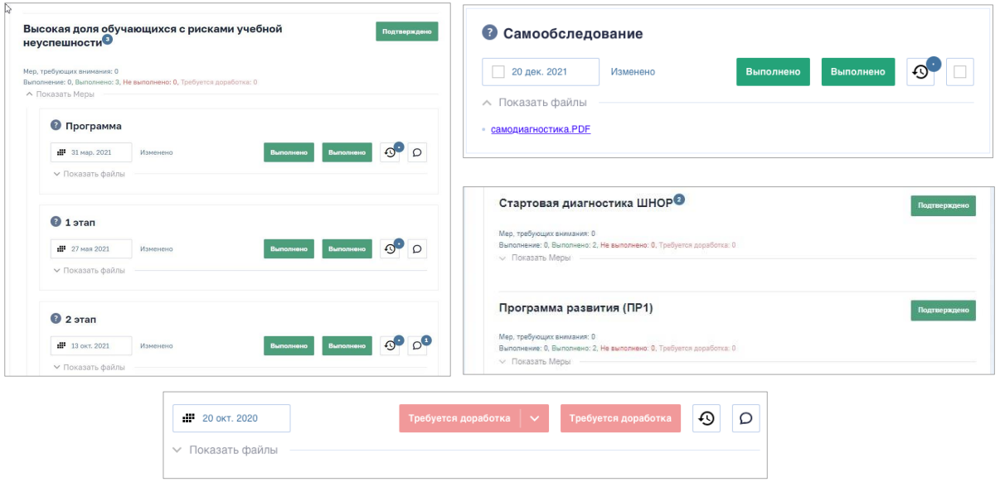 Высокая доля обучающихся с рисками учебной
неуспешности 3
Подтверждено
Мер, требующих внимания: 0
Выполнение: 0, Выполнено: 3, Не выполнено: 0, Требуется доработка: 0
Показать Меры
? Программа
31 мар. 2021 Изменено Выполнено Выполнено
Показать файлы
? 1 этап
27 мая 2021 Изменено Выполнено Выполнено
Показать файлы
? 2 этап
13 окт. 2021 Изменено Выполнено Выполнено 1
Показать файлы
? Самообследование
20 дек. 2021 Изменено Выполнено Выполнено
Показать файлы
самодиагностика.PDF
Стартовая диагностика ШНОР 2
Подтверждено
Мер, требующих внимания: 0
Выполнение: 0, Выполнено: 2, Не выполнено: 0, Требуется доработка: 0
Показать Меры
Программа развития (ПР1)
Подтверждено
Мер, требующих внимания: 0
Выполнение: 0, Выполнено: 2, Не выполнено: 0, Требуется доработка: 0
Показать Меры
20 окт. 2020 Требуется доработка Требуется доработка
Показать файлы